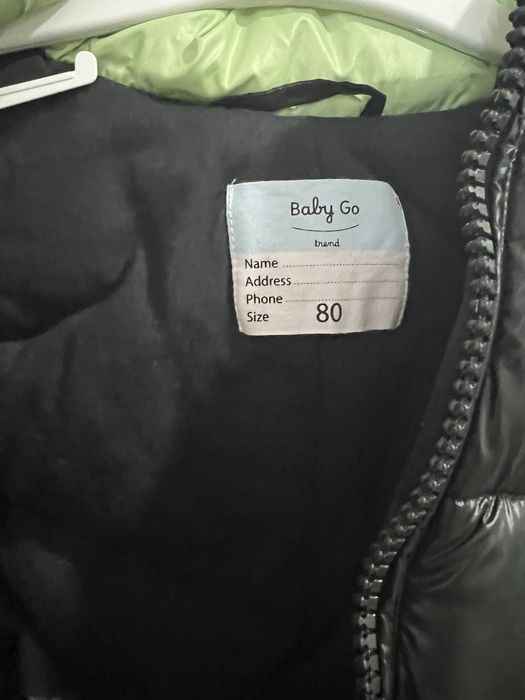 Baby Go
trend
Name
Address
Phone
Size 80